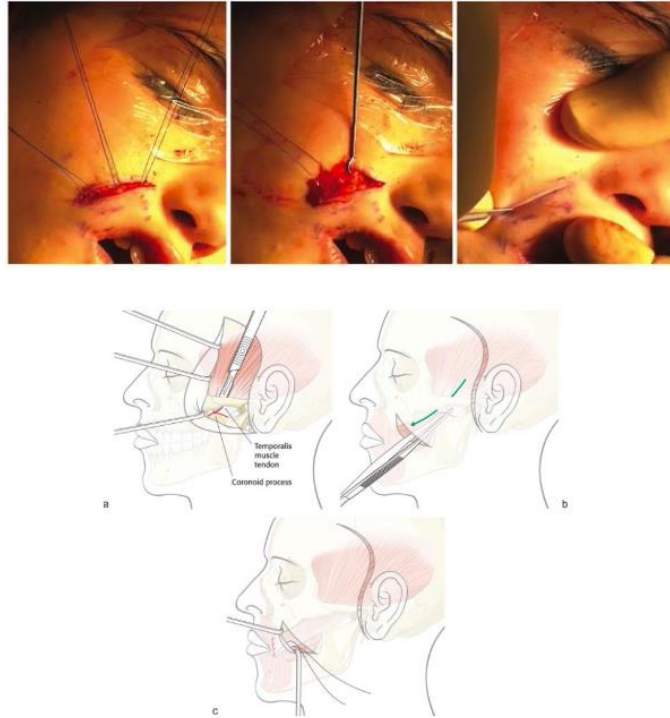 Temporalis
muscle
tendon
Coronoid process
a
b
c